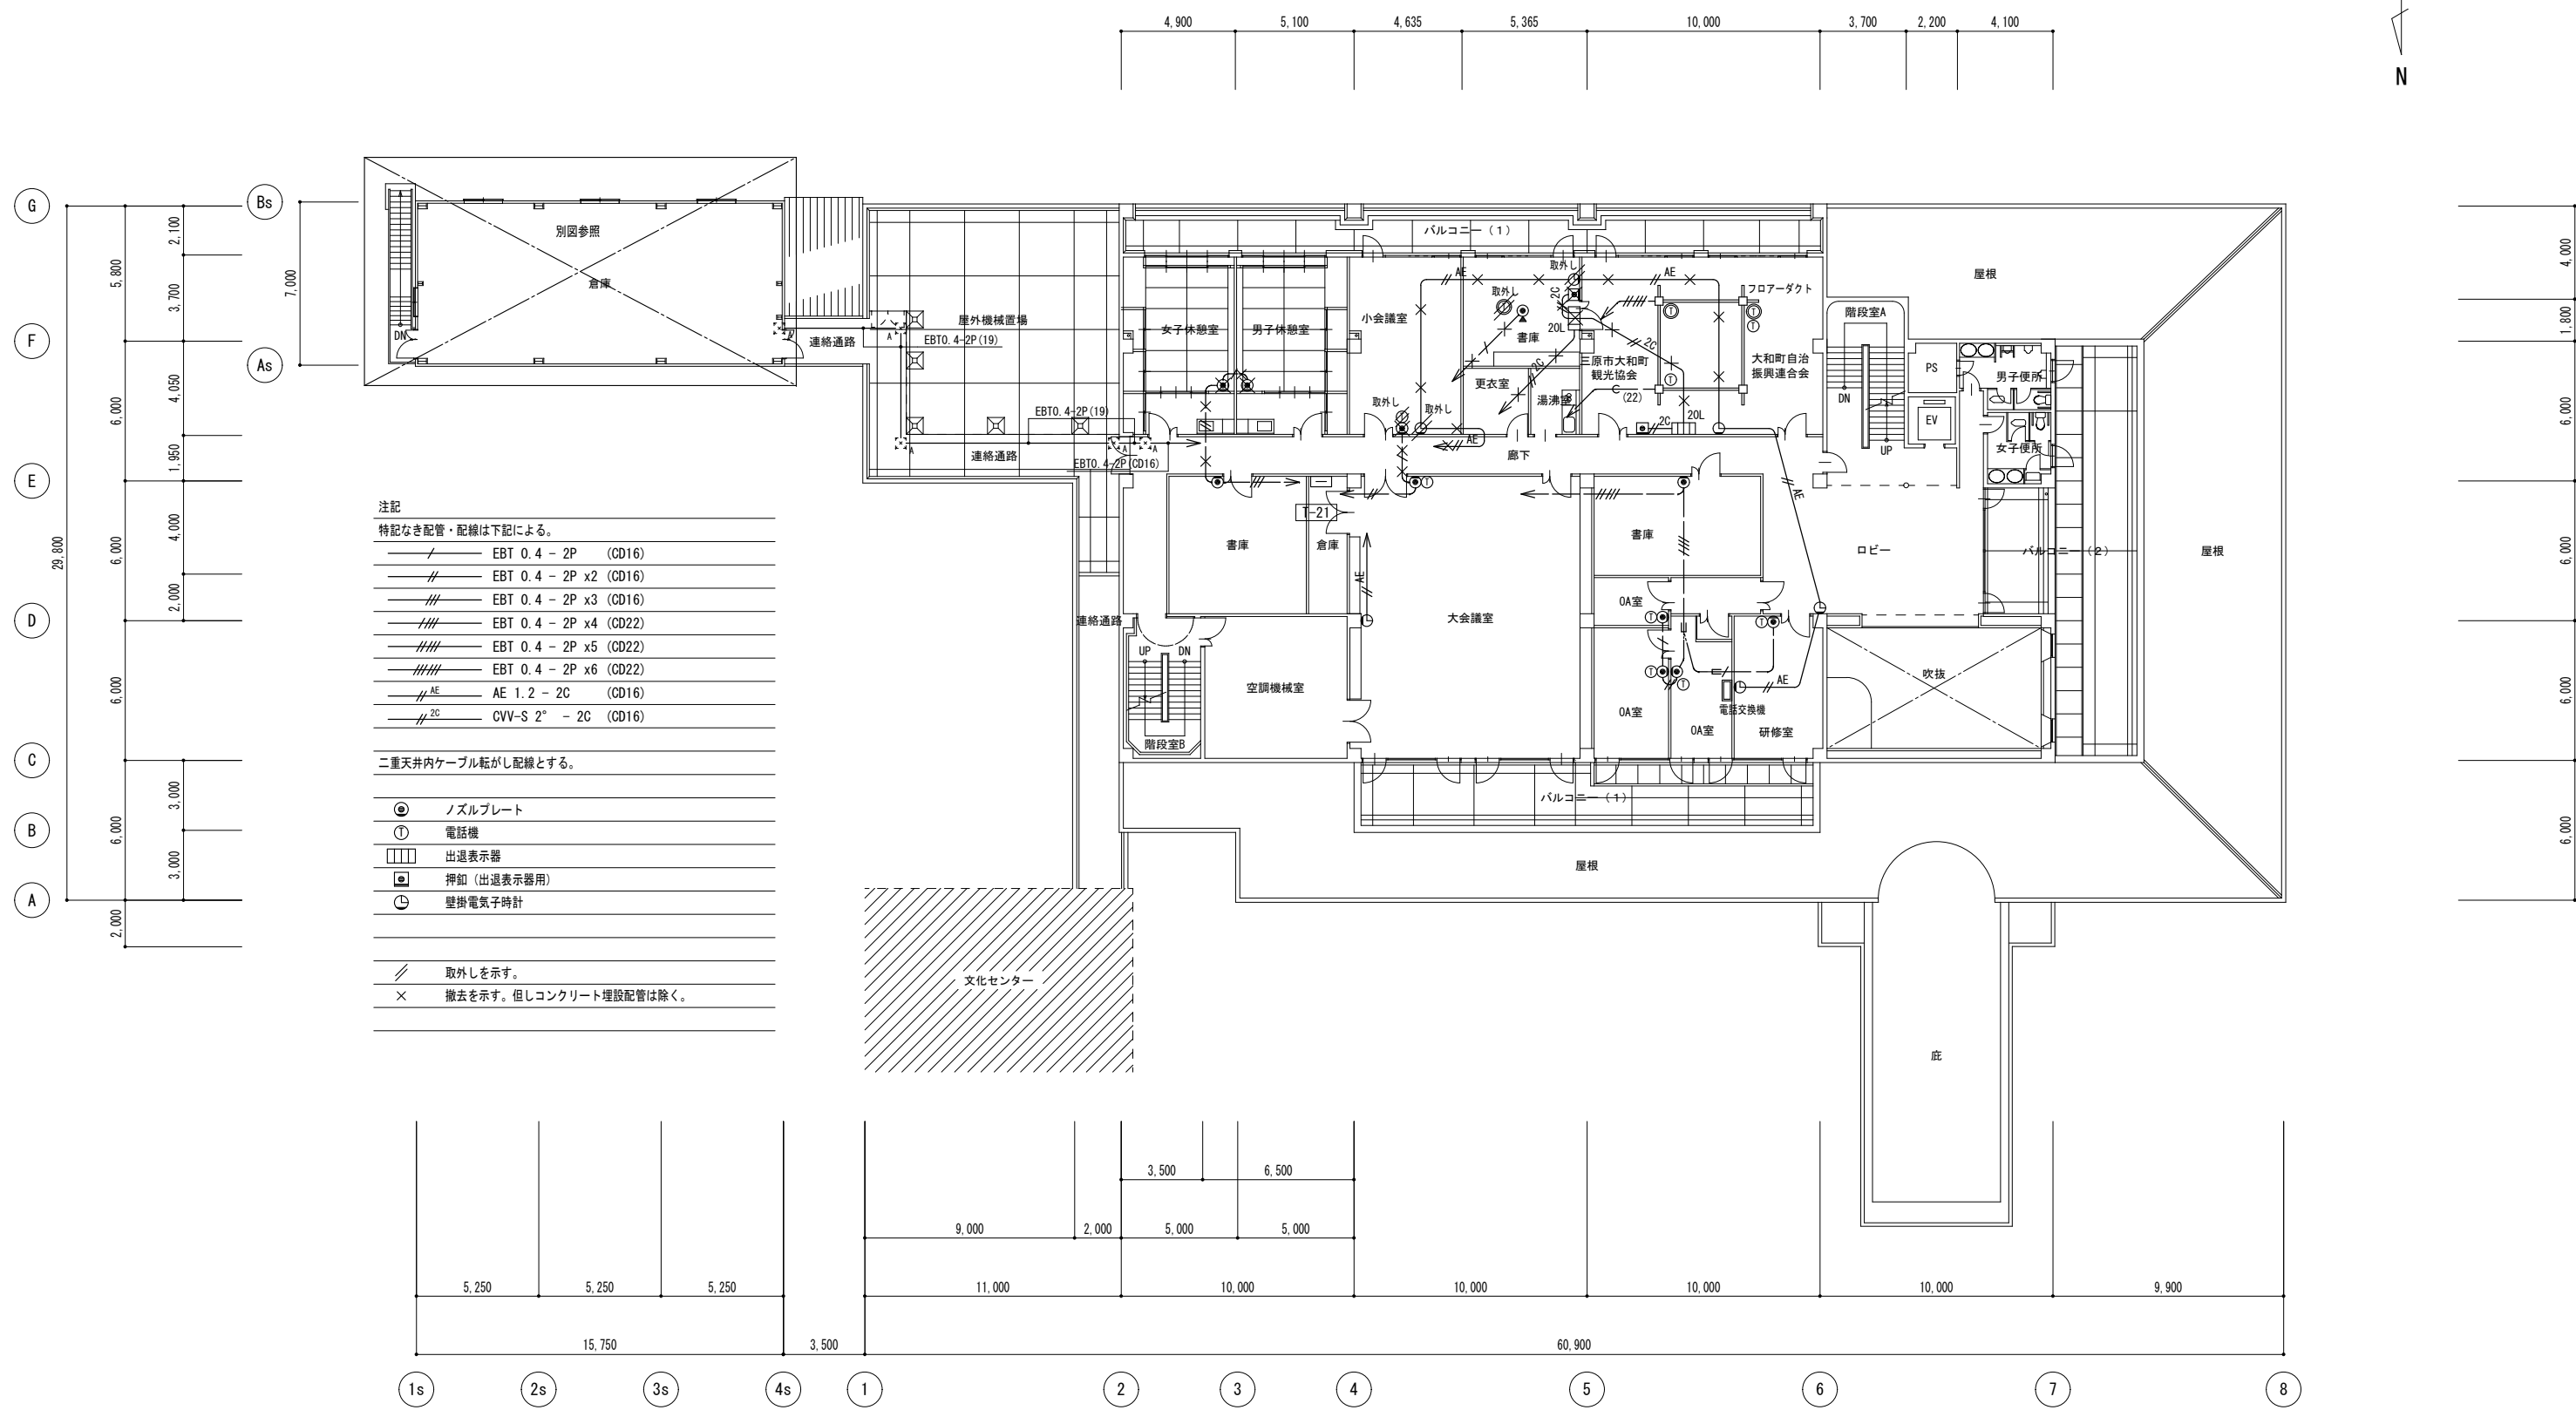 4,900
5,100
4,635
5,365
10,000
3,700
2,200
4,100
N
G
F
E
D
C
B
A
Bs
As
29,800
5,800
6,000
6,000
6,000
6,000
2,000
2,100
3,700
4,050
1,950
4,000
2,000
3,000
3,000
7,000
4,000
1,800
6,000
6,000
6,000
6,000
別図参照
倉庫
DN
連絡通路
屋外機械置場
EBT0.4-2P(19)
EBT0.4-2P(19)
EBT0.4-2P(CD16)
連絡通路
連絡通路
A
A
A
A
バルコニー(1)
女子休憩室
男子休憩室
小会議室
取外し
取外し
取外し
取外し
AE
AE
AE
2C
2C
2C
2C
20L
20L
書庫
更衣室
湯沸室
三原市大和町
観光協会
大和町自治
振興連合会
フロアーダクト
C
(22)
廊下
階段室A
DN
UP
PS
EV
男子便所
女子便所
屋根
屋根
屋根
T-21
書庫
倉庫
大会議室
書庫
OA室
OA室
OA室
研修室
電話交換機
AE
AE
AE
ロビー
バルコニー(2)
吹抜
UP
DN
階段室B
空調機械室
バルコニー(1)
文化センター
庇
注記
特記なき配管・配線は下記による。
EBT 0.4 - 2P (CD16)
EBT 0.4 - 2P x2 (CD16)
EBT 0.4 - 2P x3 (CD16)
EBT 0.4 - 2P x4 (CD22)
EBT 0.4 - 2P x5 (CD22)
EBT 0.4 - 2P x6 (CD22)
AE AE 1.2 - 2C (CD16)
2C CVV-S 2° - 2C (CD16)
二重天井内ケーブル転がし配線とする。
ノズルプレート
T 電話機
出退表示器
押釦(出退表示器用)
壁掛電気子時計
取外しを示す。
撤去を示す。但しコンクリート埋設配管は除く。
3,500
6,500
9,000
2,000
5,000
5,000
5,250
5,250
5,250
11,000
10,000
10,000
10,000
10,000
9,900
15,750
3,500
60,900
1s
2s
3s
4s
1
2
3
4
5
6
7
8